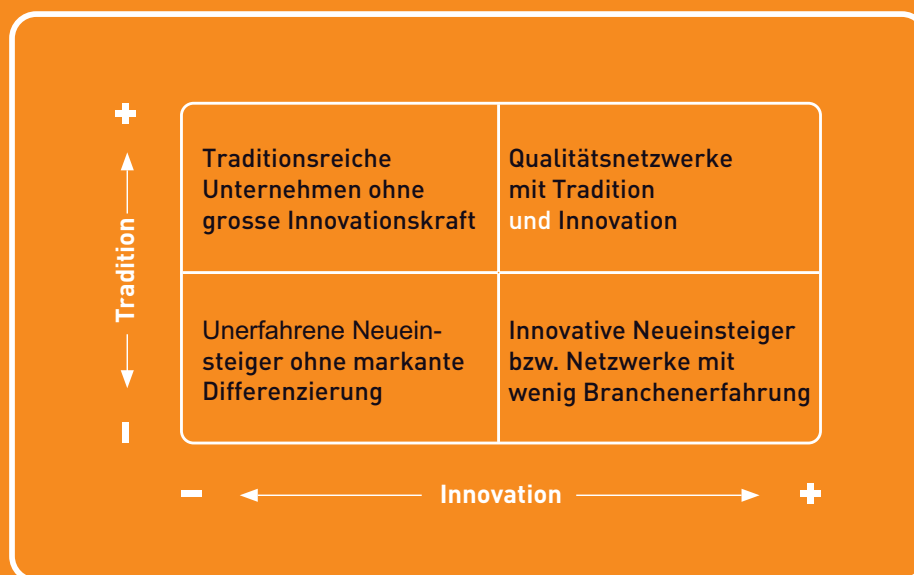 +
Traditionsreiche
Unternehmen ohne
grosse Innovationskraft
Qualitätsnetzwerke
mit Tradition
und Innovation
Tradition
Unerfahrene Neuein-
steiger ohne markante
Differenzierung
Innovative Neueinsteiger
bzw. Netzwerke mit
wenig Branchenerfahrung
–
– Innovation +